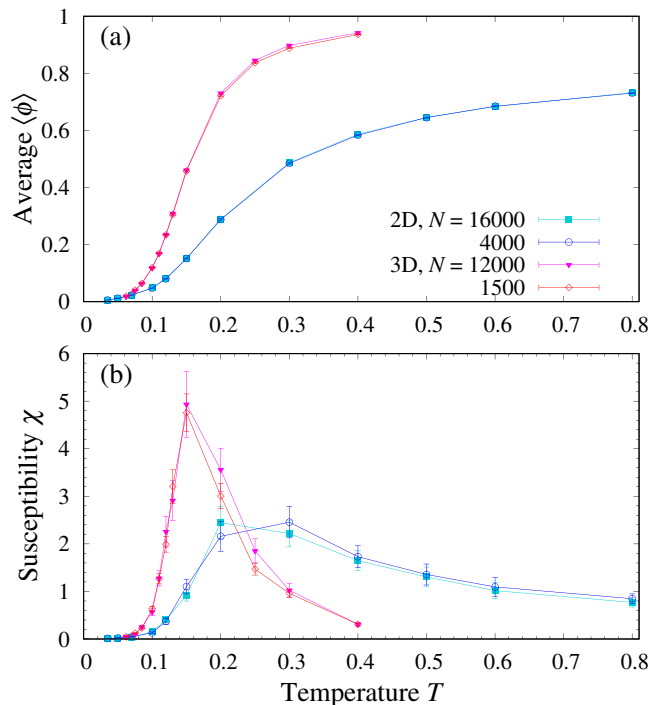 (a)
Average ⟨ϕ⟩
1
0.8
0.6
0.4
0.2
0
2D, N = 16000
4000
3D, N = 12000
1500
0.1 0.2 0.3 0.4 0.5 0.6 0.7 0.8
(b)
Susceptibility χ
6
5
4
3
2
1
0
0 0.1 0.2 0.3 0.4 0.5 0.6 0.7 0.8
Temperature T